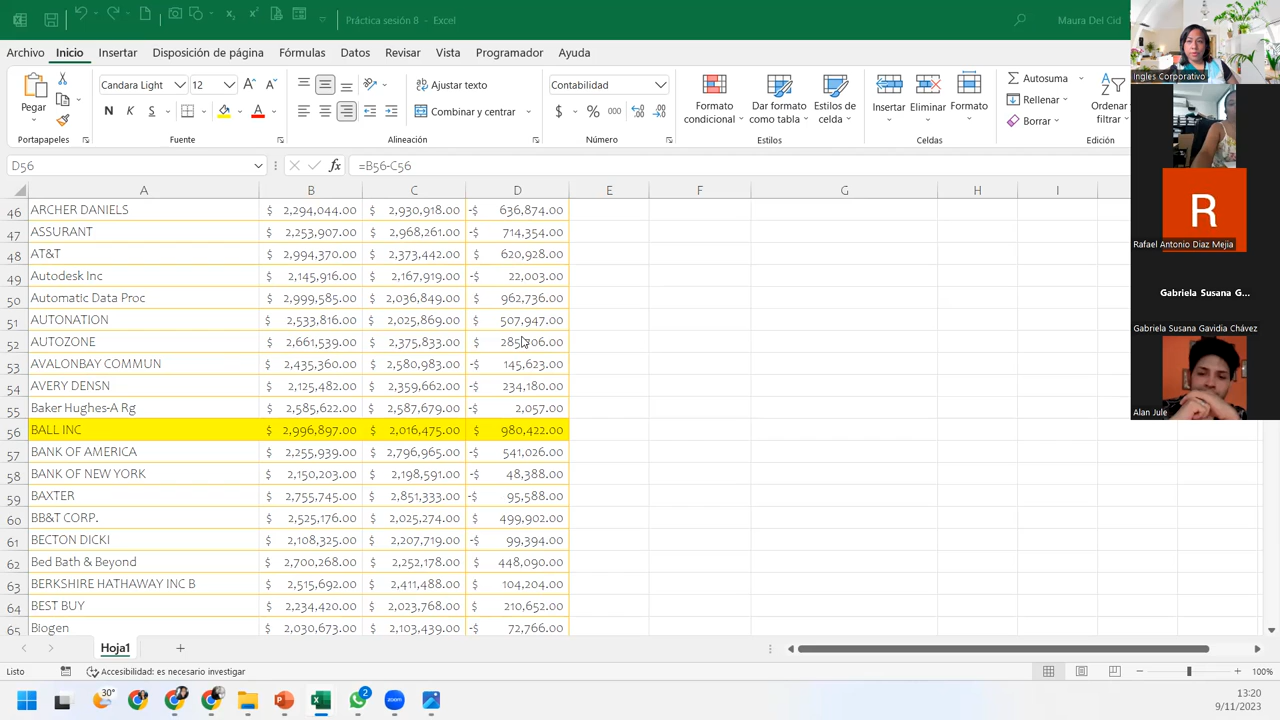 Práctica sesión 8 - Excel
Maura Del Cid
Archivo Inicio Insertar Disposición de página Fórmulas Datos Revisar Vista Programador Ayuda
Candara Light 12
Ajustar texto
Contabilidad
Autosuma
Pegar
N K S
Combinar y centrar
$ % 000
Formato condicional
Dar formato como tabla
Estilos de celda
Insertar Eliminar Formato
Rellenar
Borrar
Ordenar filtrar
Portapapeles Fuente Alineación Número Estilos Celdas Edición
D56 fx =B56-C56
A B C D E F G H I
46 ARCHER DANIELS $ 2,294,044.00 $ 2,930,918.00 -$ 636,874.00
47 ASSURANT $ 2,253,907.00 $ 2,968,261.00 -$ 714,354.00
48 AT&T $ 2,994,370.00 $ 2,373,442.00 $ 620,928.00
49 Autodesk Inc $ 2,145,916.00 $ 2,167,919.00 -$ 22,003.00
50 Automatic Data Proc $ 2,999,585.00 $ 2,036,849.00 $ 962,736.00
51 AUTONATION $ 2,533,816.00 $ 2,025,869.00 $ 507,947.00
52 AUTOZONE $ 2,661,539.00 $ 2,375,833.00 $ 285,706.00
53 AVALONBAY COMMUN $ 2,435,360.00 $ 2,580,983.00 -$ 145,623.00
54 AVERY DENSN $ 2,125,482.00 $ 2,359,662.00 -$ 234,180.00
55 Baker Hughes-A Rg $ 2,585,622.00 $ 2,587,679.00 -$ 2,057.00
56 BALL INC $ 2,996,897.00 $ 2,016,475.00 $ 980,422.00
57 BANK OF AMERICA $ 2,255,939.00 $ 2,796,965.00 -$ 541,026.00
58 BANK OF NEW YORK $ 2,150,203.00 $ 2,198,591.00 -$ 48,388.00
59 BAXTER $ 2,755,745.00 $ 2,851,333.00 -$ 95,588.00
60 BB&T CORP. $ 2,525,176.00 $ 2,025,274.00 $ 499,902.00
61 BECTON DICKI $ 2,108,325.00 $ 2,207,719.00 -$ 99,394.00
62 Bed Bath & Beyond $ 2,700,268.00 $ 2,252,178.00 $ 448,090.00
63 BERKSHIRE HATHAWAY INC B $ 2,515,692.00 $ 2,411,488.00 $ 104,204.00
64 BEST BUY $ 2,234,420.00 $ 2,023,768.00 $ 210,652.00
65 Biogen $ 2,030,673.00 $ 2,103,439.00 -$ 72,766.00
Hoja1
Listo Accesibilidad: es necesario investigar 100%
30°
2
zoom
13:20
9/11/2023
Ingles Corporativo
R
Rafael Antonio Diaz Mejia
Gabriela Susana G...
Gabriela Susana Gavidia Chávez
Alan Jule